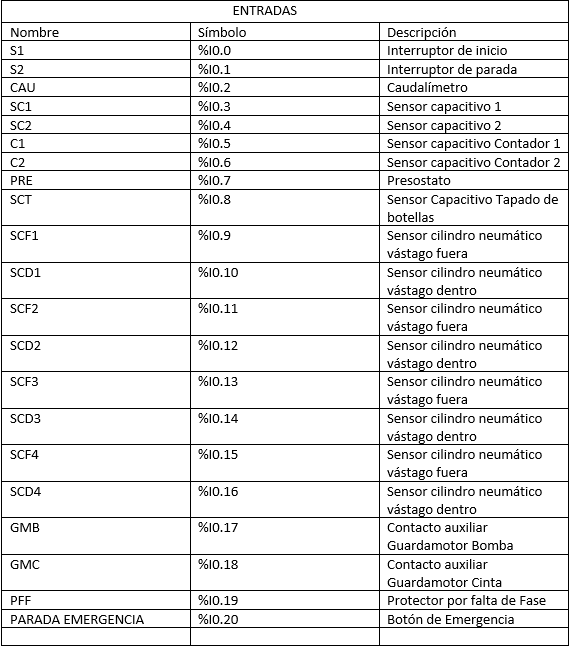 ENTRADAS
Nombre Símbolo Descripción
S1 %I0.0 Interruptor de inicio
S2 %I0.1 Interruptor de parada
CAU %I0.2 Caudalímetro
SC1 %I0.3 Sensor capacitivo 1
SC2 %I0.4 Sensor capacitivo 2
C1 %I0.5 Sensor capacitivo Contador 1
C2 %I0.6 Sensor capacitivo Contador 2
PRE %I0.7 Presostato
SCT %I0.8 Sensor Capacitivo Tapado de
botellas
SCF1 %I0.9 Sensor cilindro neumático
vástago fuera
SCD1 %I0.10 Sensor cilindro neumático
vástago dentro
SCF2 %I0.11 Sensor cilindro neumático
vástago fuera
SCD2 %I0.12 Sensor cilindro neumático
vástago dentro
SCF3 %I0.13 Sensor cilindro neumático
vástago fuera
SCD3 %I0.14 Sensor cilindro neumático
vástago dentro
SCF4 %I0.15 Sensor cilindro neumático
vástago fuera
SCD4 %I0.16 Sensor cilindro neumático
vástago dentro
GMB %I0.17 Contacto auxiliar
Guardamotor Bomba
GMC %I0.18 Contacto auxiliar
Guardamotor Cinta
PFF %I0.19 Protector por falta de Fase
PARADA EMERGENCIA %I0.20 Botón de Emergencia